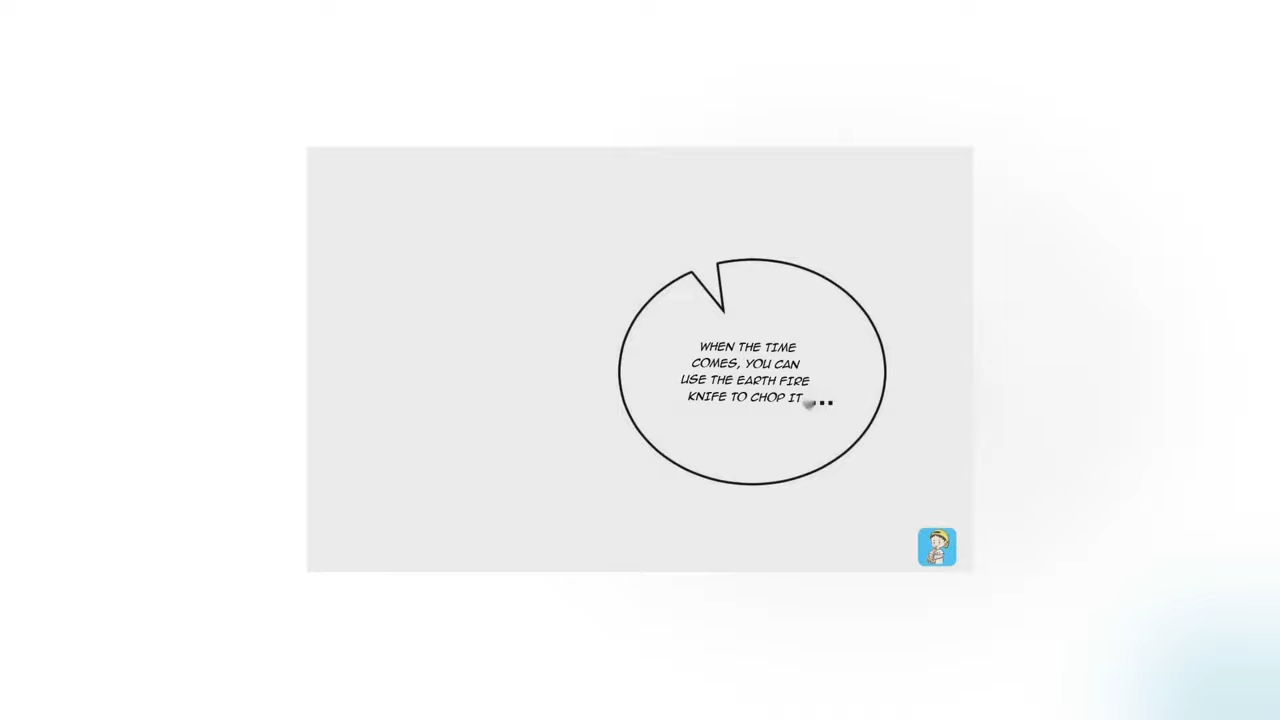 WHEN THE TIME
COMES, YOU CAN
USE THE EARTH FIRE
KNIFE TO CHOP IT...